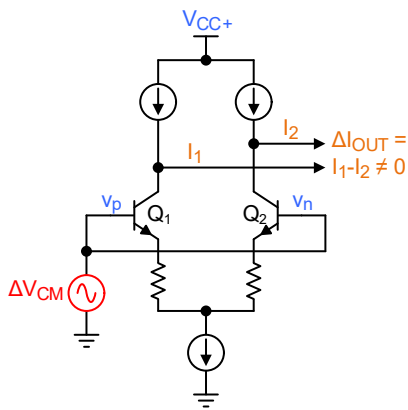 VCC+
I2
ΔIOUT =
I1
I1-I2 ≠ 0
vp
Q1
Q2
vn
ΔVCM